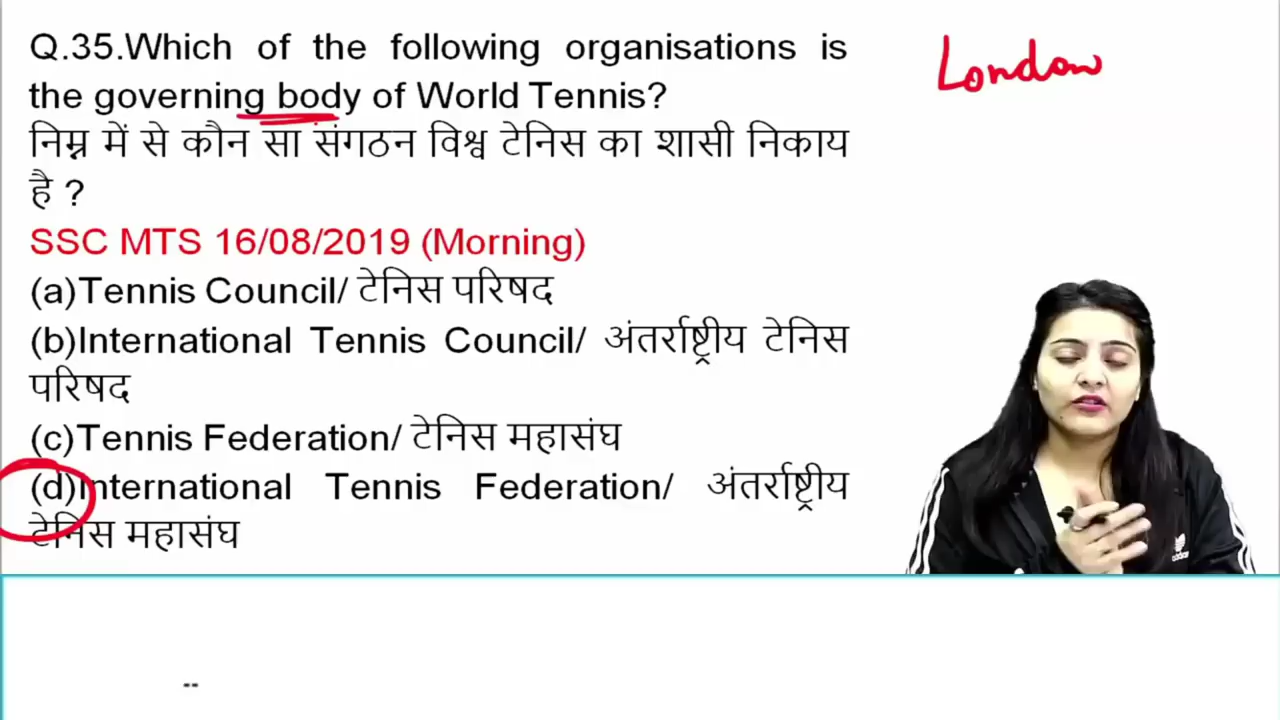 Q.35.Which of the following organisations is
the governing body of World Tennis?
निम्न में से कौन सा संगठन विश्व टेनिस का शासी निकाय
है ?
SSC MTS 16/08/2019 (Morning)
(a)Tennis Council/ टेनिस परिषद
(b)International Tennis Council/ अंतर्राष्ट्रीय टेनिस
परिषद
(c)Tennis Federation/ टेनिस महासंघ
(d)International Tennis Federation/ अंतर्राष्ट्रीय
टेनिस महासंघ
London
adidas
--